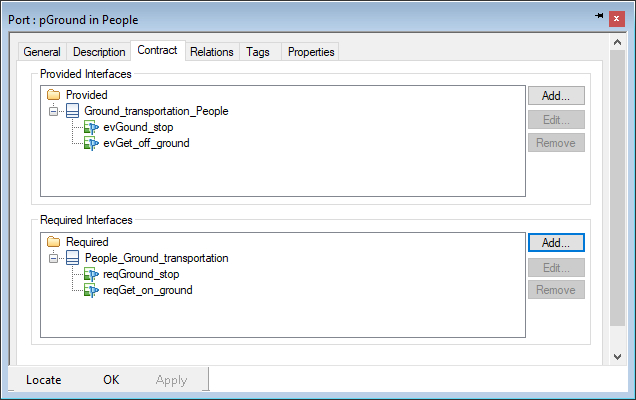 Port : pGround in People
General Description Contract Relations Tags Properties
Provided Interfaces
Provided
Add...
Ground_transportation_People
evGound_stop
Edit...
evGet_off_ground
Remove
Required Interfaces
Required
Add...
People_Ground_transportation
reqGround_stop
Edit...
reqGet_on_ground
Remove
Locate OK Apply